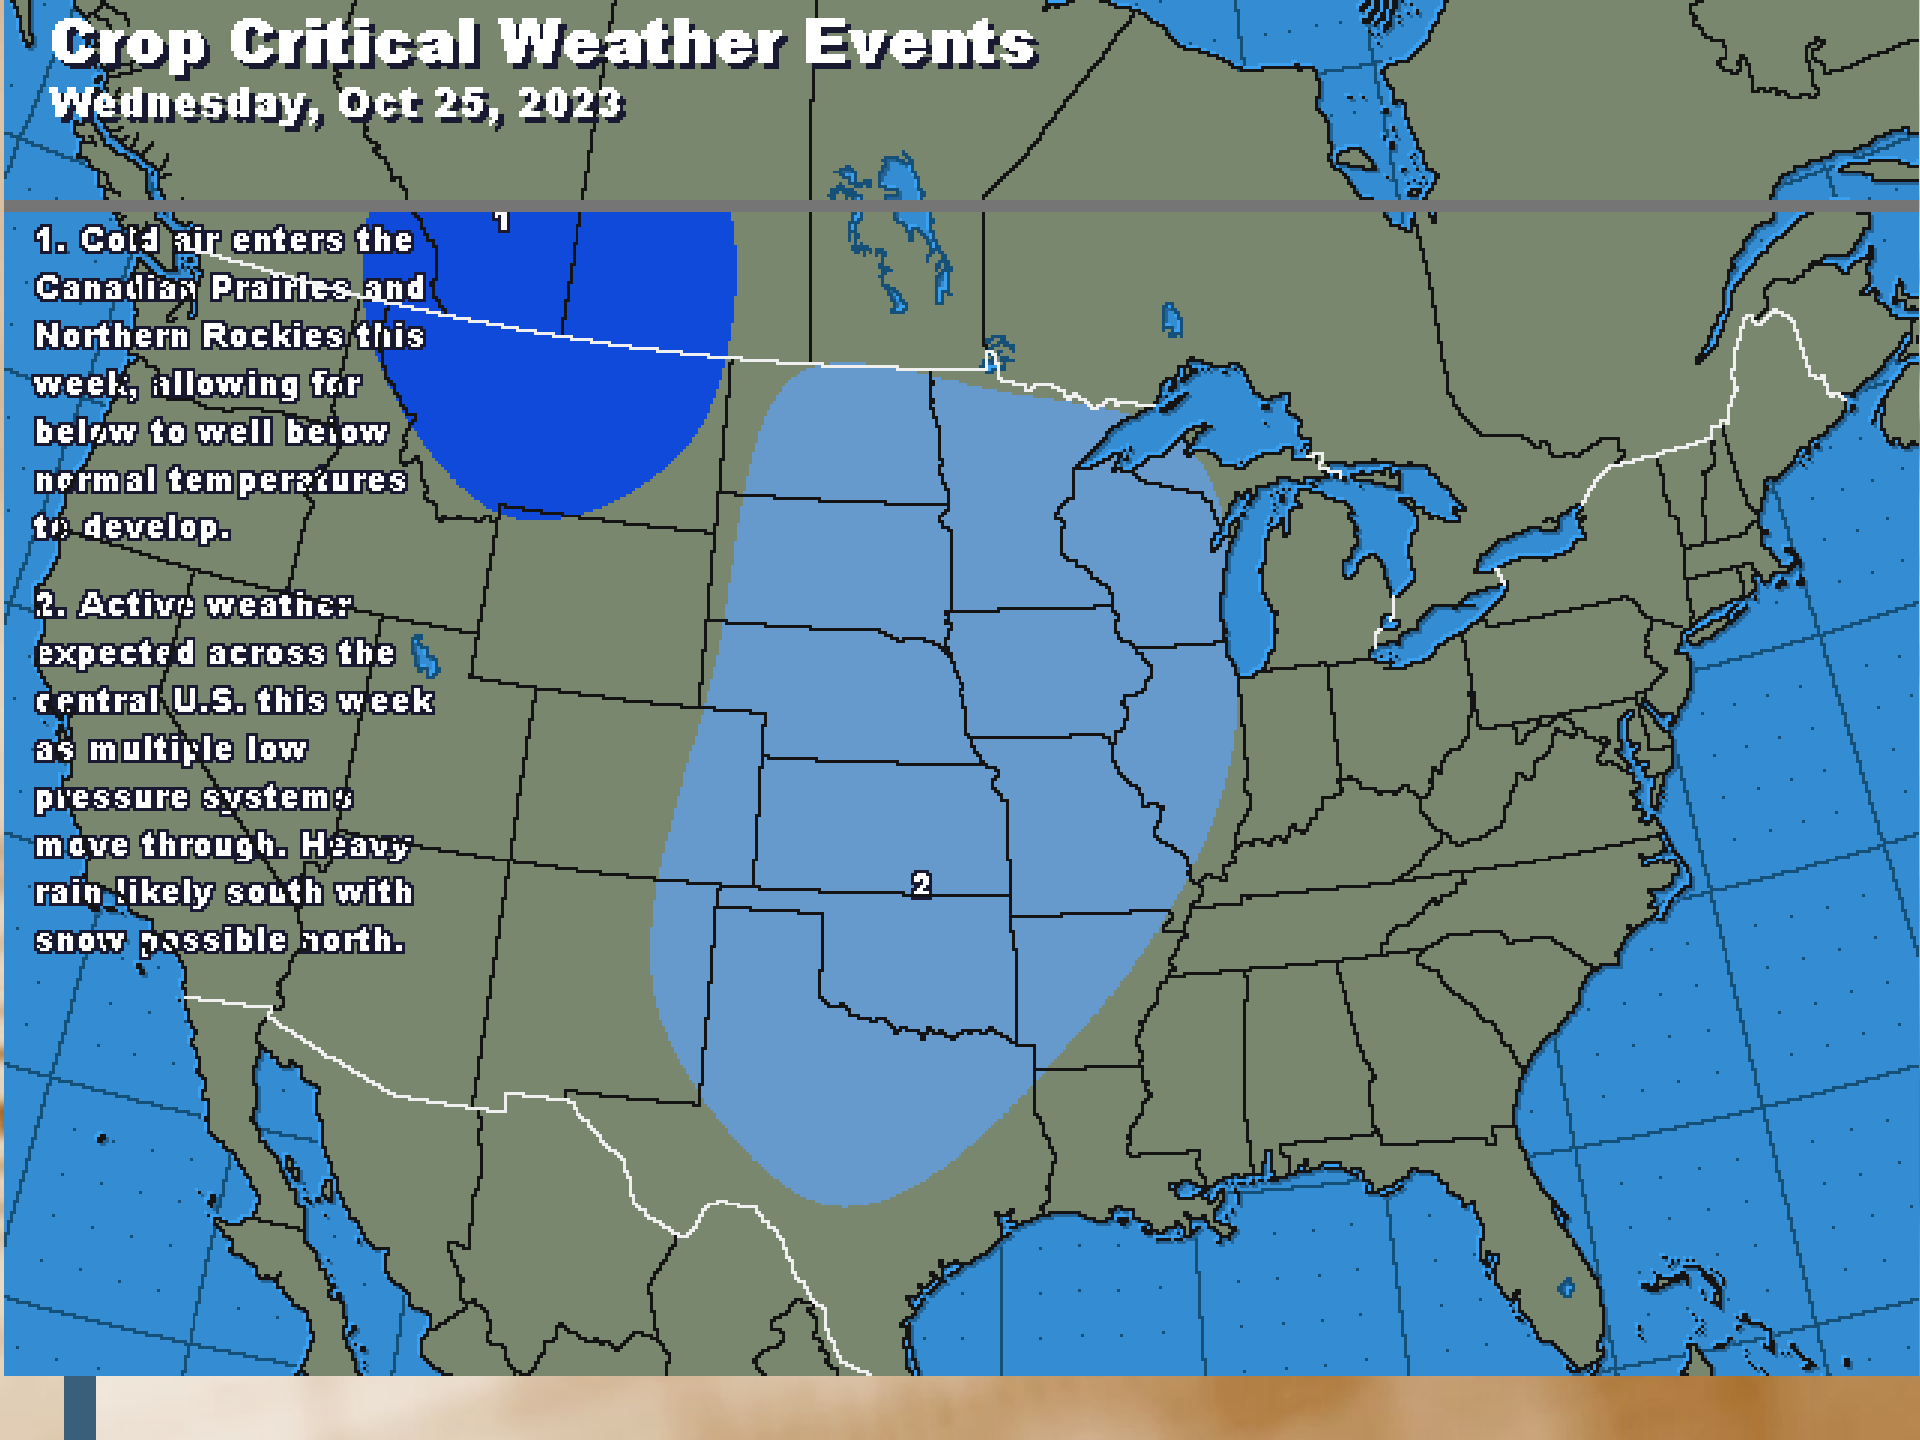 Crop Critical Weather Events
Wednesday, Oct 25, 2023
1
1. Cold air enters the
Canadian Prairies and
Northern Rockies this
week, allowing for
below to well below
normal temperatures
to develop.
2. Active weather
expected across the
central U.S. this week
as multiple low
pressure systems
move through. Heavy
rain likely south with
snow possible north.
2